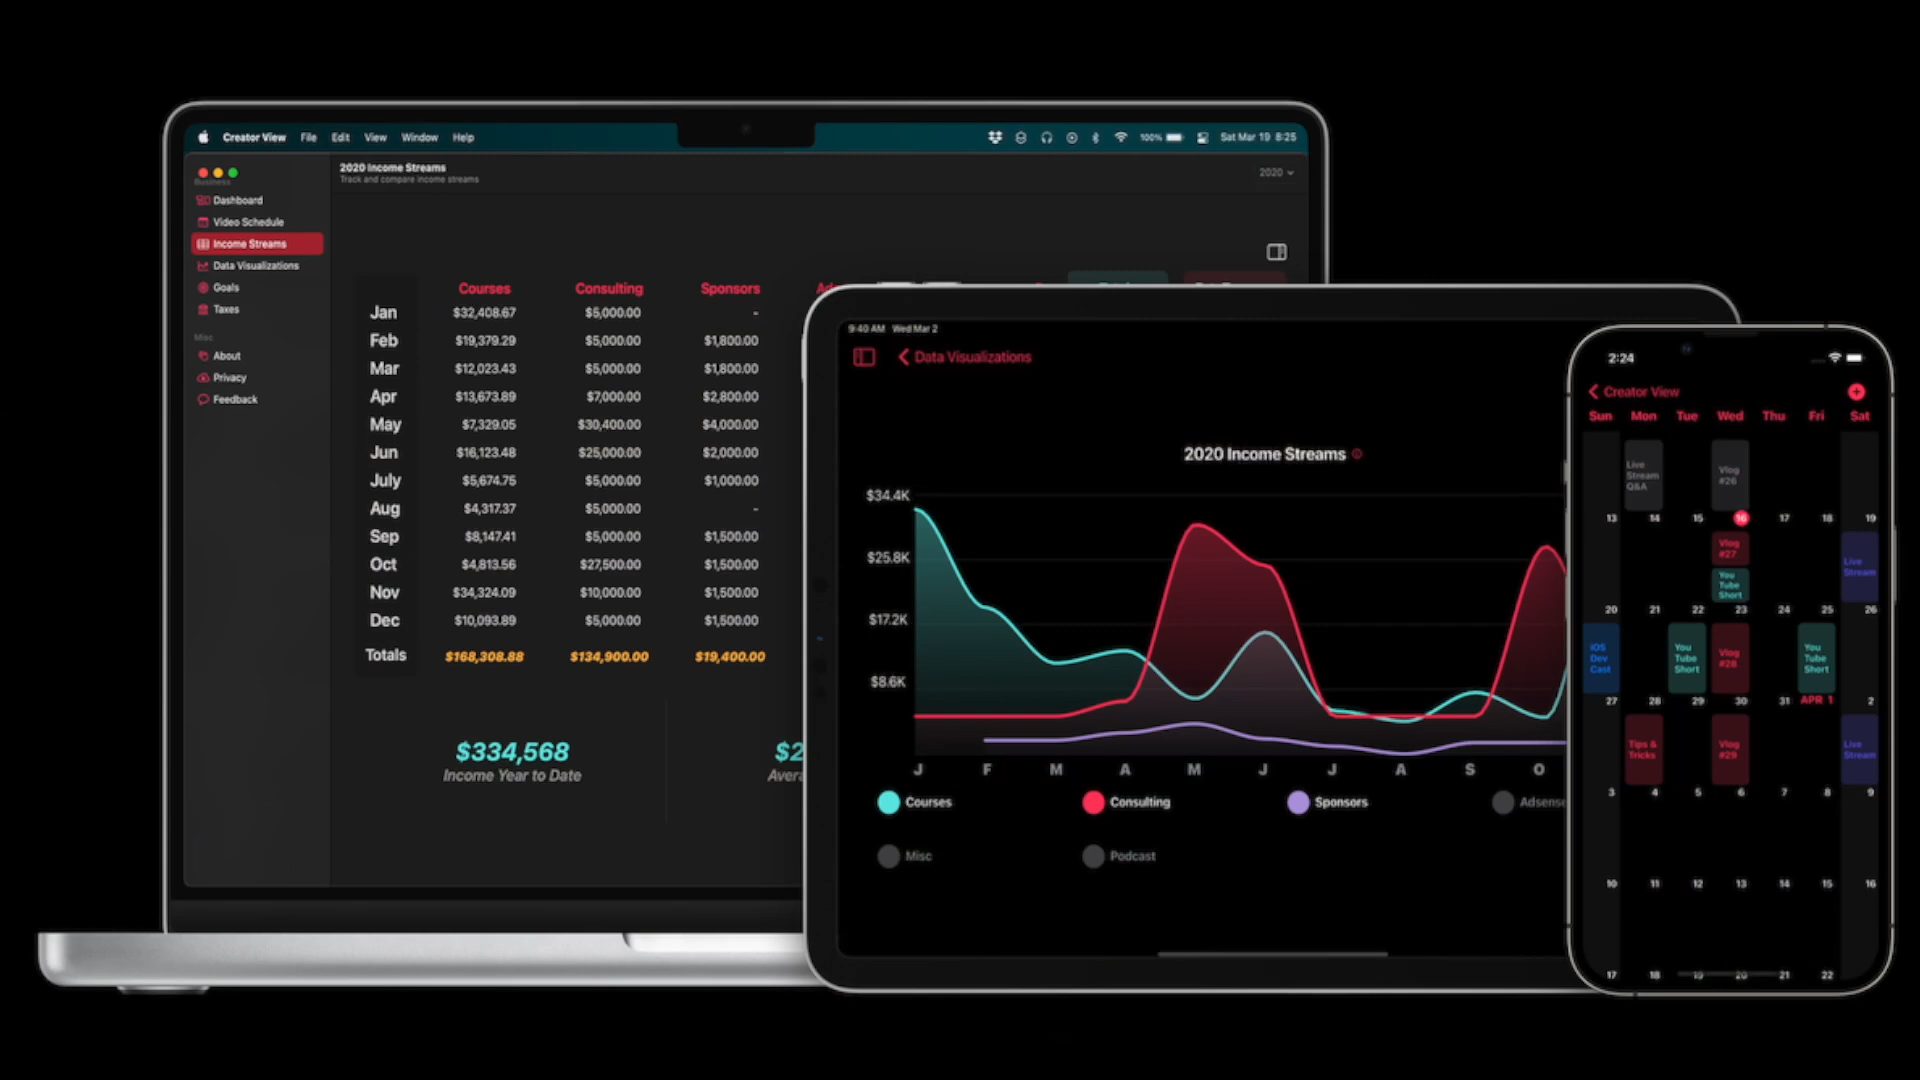 Creator View File Edit View Window Help
100% Sat Mar 19 8:25
Business
Dashboard
Video Schedule
Income Streams
Data Visualizations
Goals
Taxes
Misc
About
Privacy
Feedback
2020 Income Streams
Track and compare income streams
2020
Courses Consulting Sponsors
Jan $32,408.67 $5,000.00 -
Feb $19,379.29 $5,000.00 $1,800.00
Mar $12,023.43 $5,000.00 $1,800.00
Apr $13,673.89 $7,000.00 $2,800.00
May $7,329.05 $30,400.00 $4,000.00
Jun $16,123.48 $25,000.00 $2,000.00
July $5,674.75 $5,000.00 $1,000.00
Aug $4,317.37 $5,000.00 -
Sep $8,147.41 $5,000.00 $1,500.00
Oct $4,813.56 $27,500.00 $1,500.00
Nov $34,324.09 $10,000.00 $1,500.00
Dec $10,093.89 $5,000.00 $1,500.00
Totals $168,308.88 $134,900.00 $19,400.00
$334,568
Income Year to Date
$2
Avera
9:40 AM Wed Mar 2
Data Visualizations
2020 Income Streams
$34.4K
$25.8K
$17.2K
$8.6K
J F M A M J J A S O
Courses Consulting Sponsors Adsense
Misc Podcast
2:24
Creator View
Sun Mon Tue Wed Thu Fri Sat
Live Stream Q&A
Vlog #26
13 14 15 16 17 18 19
Vlog #27
You Tube Short
Live Stream
20 21 22 23 24 25 26
iOS Dev Cast
You Tube Short
Vlog #28
You Tube Short
27 28 29 30 31 APR 1 2
Tips & Tricks
Vlog #29
Live Stream
3 4 5 6 7 8 9
10 11 12 13 14 15 16
17 18 19 20 21 22